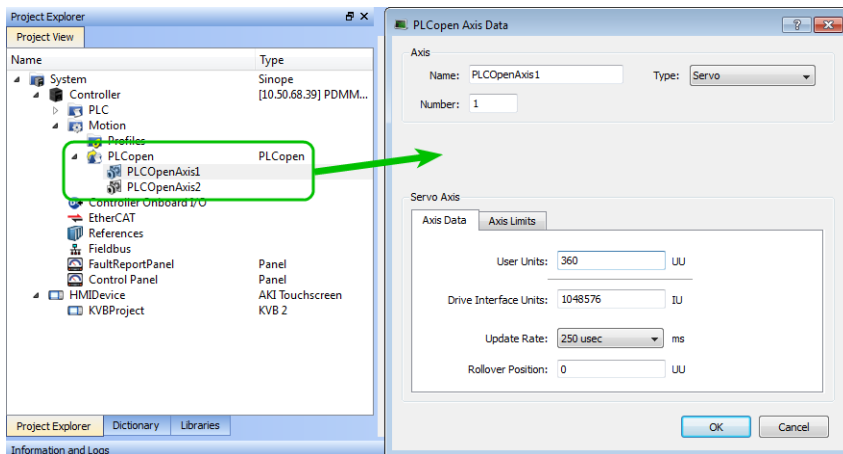 Project Explorer
Project View
Name Type
System Sinope
Controller [10.50.68.39] PDMM...
PLC
Motion
Profiles
PLCopen PLCopen
PLCOpenAxis1
PLCOpenAxis2
Controller Onboard I/O
EtherCAT
References
Fieldbus
FaultReportPanel Panel
Control Panel Panel
HMIDevice AKI Touchscreen
KVBProject KVB 2
Project Explorer Dictionary Libraries
Information and Logs
PLCopen Axis Data
Axis
Name: PLCOpenAxis1 Type: Servo
Number: 1
Servo Axis
Axis Data Axis Limits
User Units: 360 UU
Drive Interface Units: 1048576 IU
Update Rate: 250 usec ms
Rollover Position: 0 UU
OK Cancel